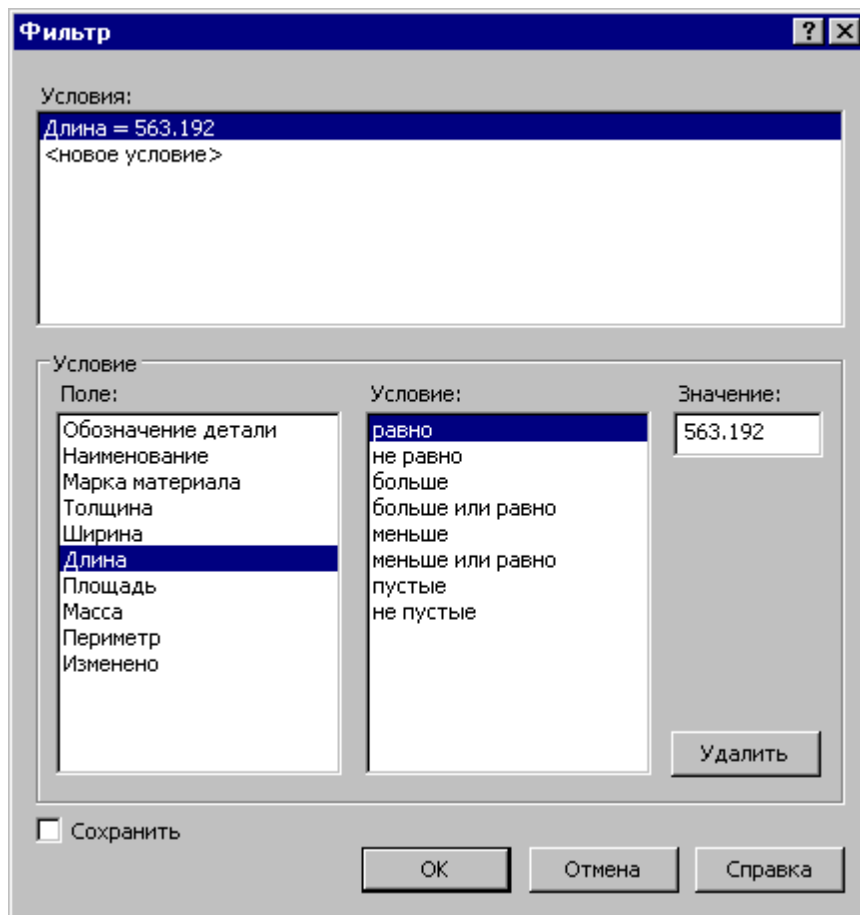 Фильтр
Условия:
Длина = 563.192
<новое условие>
Условие
Поле:
Обозначение детали
Наименование
Марка материала
Толщина
Ширина
Длина
Площадь
Масса
Периметр
Изменено
Условие:
равно
не равно
больше
больше или равно
меньше
меньше или равно
пустые
не пустые
Значение:
563.192
Удалить
Сохранить
ОК
Отмена
Справка